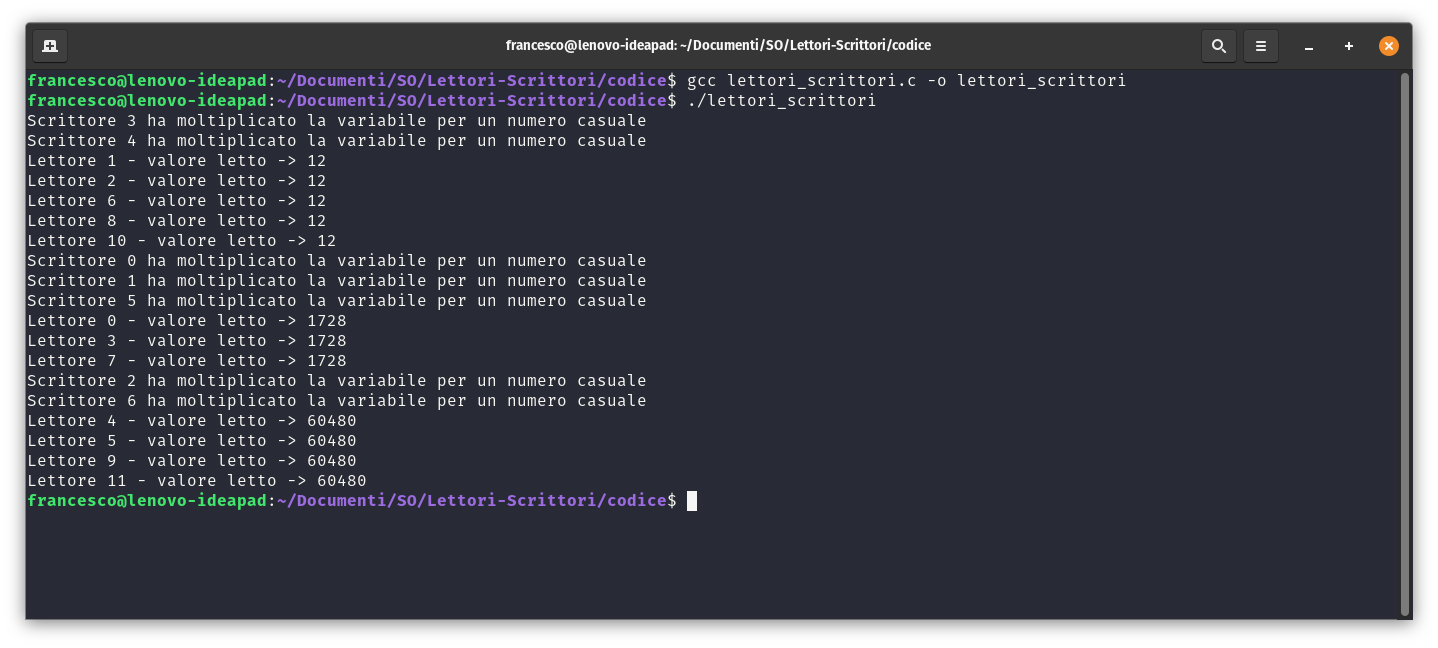 francesco@lenovo-ideapad: ~/Documenti/SO/Lettori-Scrittori/codice
francesco@lenovo-ideapad:~/Documenti/SO/Lettori-Scrittori/codice$ gcc lettori_scrittori.c -o lettori_scrittori
francesco@lenovo-ideapad:~/Documenti/SO/Lettori-Scrittori/codice$ ./lettori_scrittori
Scrittore 3 ha moltiplicato la variabile per un numero casuale
Scrittore 4 ha moltiplicato la variabile per un numero casuale
Lettore 1 - valore letto -> 12
Lettore 2 - valore letto -> 12
Lettore 6 - valore letto -> 12
Lettore 8 - valore letto -> 12
Lettore 10 - valore letto -> 12
Scrittore 0 ha moltiplicato la variabile per un numero casuale
Scrittore 1 ha moltiplicato la variabile per un numero casuale
Scrittore 5 ha moltiplicato la variabile per un numero casuale
Lettore 0 - valore letto -> 1728
Lettore 3 - valore letto -> 1728
Lettore 7 - valore letto -> 1728
Scrittore 2 ha moltiplicato la variabile per un numero casuale
Scrittore 6 ha moltiplicato la variabile per un numero casuale
Lettore 4 - valore letto -> 60480
Lettore 5 - valore letto -> 60480
Lettore 9 - valore letto -> 60480
Lettore 11 - valore letto -> 60480
francesco@lenovo-ideapad:~/Documenti/SO/Lettori-Scrittori/codice$